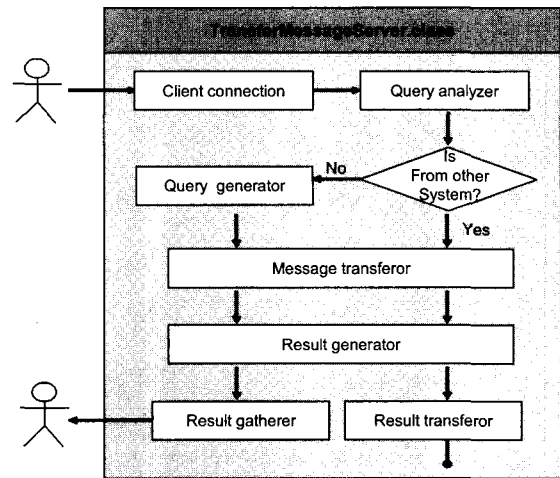 TransferMessageServer.class
Client connection
Query analyzer
Is
From other
System?
No
Query generator
Yes
Message transferor
Result generator
Result gatherer
Result transferor